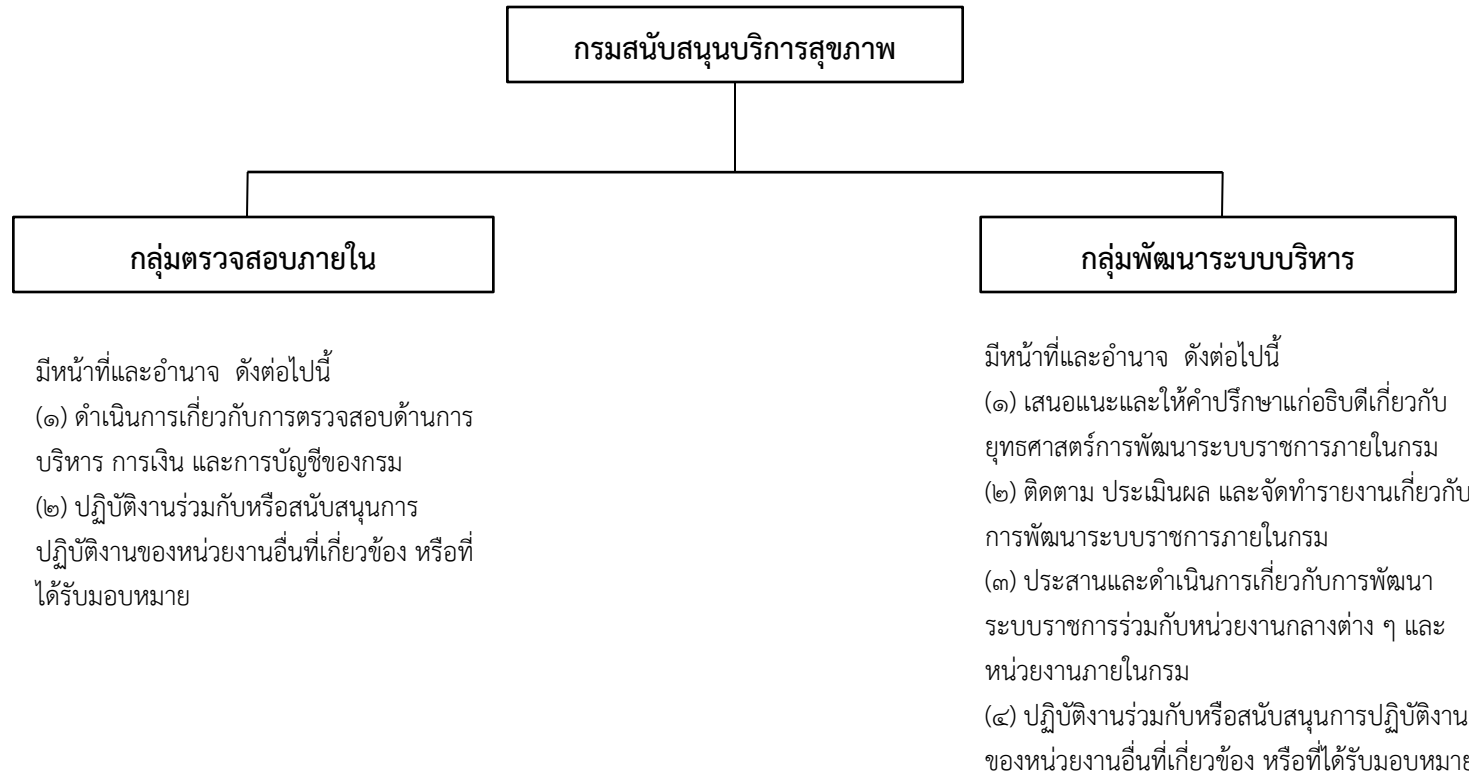 กรมสนับสนุนบริการสุขภาพ
กลุ่มตรวจสอบภายใน
มีหน้าที่และอำนาจ ดังต่อไปนี้
(๑) ดำเนินการเกี่ยวกับการตรวจสอบด้านการ
บริหาร การเงิน และการบัญชีของกรม
(๒) ปฏิบัติงานร่วมกับหรือสนับสนุนการ
ปฏิบัติงานของหน่วยงานอื่นที่เกี่ยวข้อง หรือที่
ได้รับมอบหมาย
กลุ่มพัฒนาระบบบริหาร
มีหน้าที่และอำนาจ ดังต่อไปนี้
(๑) เสนอแนะและให้คำปรึกษาแก่อธิบดีเกี่ยวกับ
ยุทธศาสตร์การพัฒนาระบบราชการภายในกรม
(๒) ติดตาม ประเมินผล และจัดทำรายงานเกี่ยวกับ
การพัฒนาระบบราชการภายในกรม
(๓) ประสานและดำเนินการเกี่ยวกับการพัฒนา
ระบบราชการร่วมกับหน่วยงานกลางต่าง ๆ และ
หน่วยงานภายในกรม
(๔) ปฏิบัติงานร่วมกับหรือสนับสนุนการปฏิบัติงาน
ของหน่วยงานอื่นที่เกี่ยวข้อง หรือที่ได้รับมอบหมาย